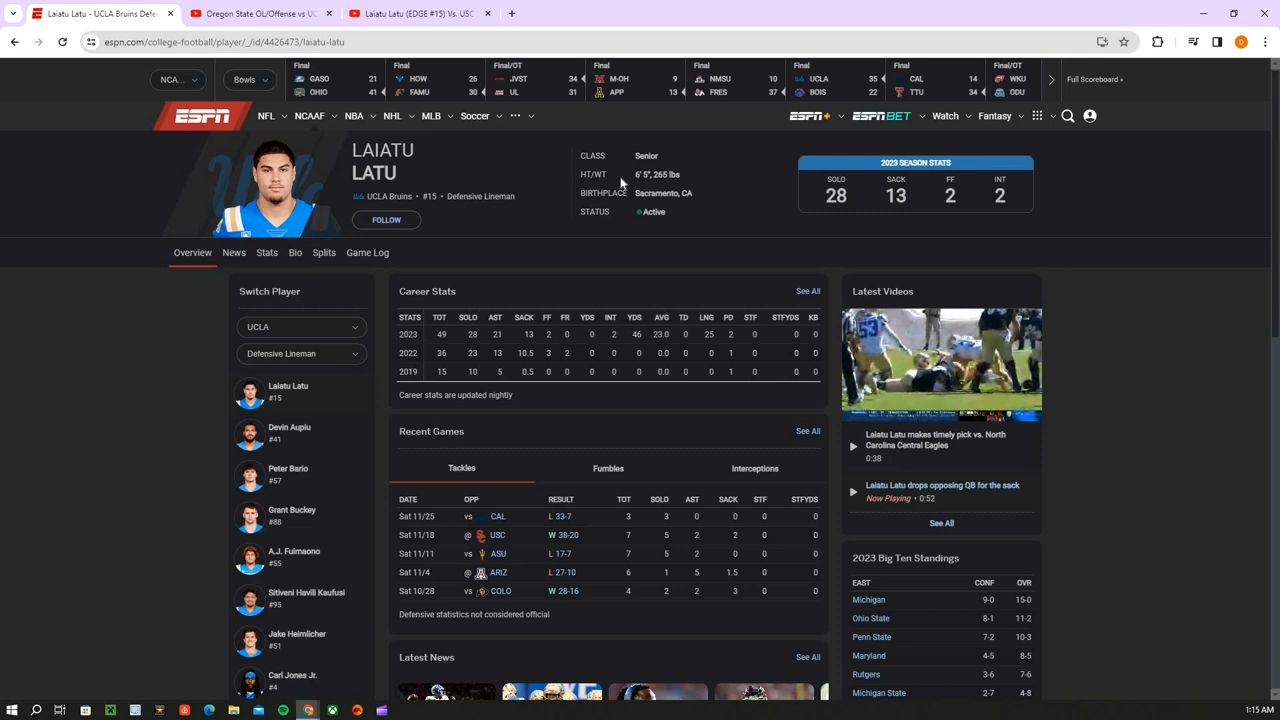 Laiatu Latu - UCLA Bruins Defe
Oregon State OL/Offense vs UC
Laiatu Latu (EDGE #15) Vs. U
espn.com/college-football/player/_/id/4426473/laiatu-latu
NCA...
Bowls
Final
GASO 21
OHIO 41
Final
HOW 26
FAMU 30
Final/OT
JVST 34
UL 31
Final
M-OH 9
APP 13
Final
NMSU 10
FRES 37
Final
UCLA 35
BOIS 22
Final
CAL 14
TTU 34
Final/OT
WKU
ODU
Full Scoreboard »
ESPN
NFL
NCAAF
NBA
NHL
MLB
Soccer
ESPN+
ESPN BET
Watch
Fantasy
LAIATU
LATU
UCLA Bruins • #15 • Defensive Lineman
FOLLOW
CLASS Senior
HT/WT 6' 5", 265 lbs
BIRTHPLACE Sacramento, CA
STATUS Active
2023 SEASON STATS
SOLO SACK FF INT
28 13 2 2
Overview News Stats Bio Splits Game Log
Switch Player
UCLA
Defensive Lineman
Laiatu Latu
#15
Devin Aupiu
#41
Peter Bario
#57
Grant Buckey
#88
A.J. Fuimaono
#55
Sitiveni Havili Kaufusi
#95
Jake Heimlicher
#51
Carl Jones Jr.
#4
Career Stats
See All
STATS TOT SOLO AST SACK FF FR YDS INT YDS AVG TD LNG PD STF STFYDS KB
2023 49 28 21 13 2 0 0 2 46 23.0 0 25 2 0 0 0
2022 36 23 13 10.5 3 2 0 0 0 0.0 0 0 1 0 0 0
2019 15 10 5 0.5 0 0 0 0 0 0.0 0 0 1 0 0 0
Career stats are updated nightly
Recent Games
See All
Tackles Fumbles Interceptions
DATE OPP RESULT TOT SOLO AST SACK STF STFYDS
Sat 11/25 vs CAL L 33-7 3 3 0 0 0 0
Sat 11/18 @ USC W 38-20 7 5 2 2 0 0
Sat 11/11 vs ASU L 17-7 7 5 2 0 0 0
Sat 11/4 @ ARIZ L 27-10 6 1 5 1.5 0 0
Sat 10/28 vs COLO W 28-16 4 2 2 3 0 0
Defensive statistics not considered official
Latest News
See All
Latest Videos
Laiatu Latu makes timely pick vs. North
Carolina Central Eagles
0:38
Laiatu Latu drops opposing QB for the sack
Now Playing • 0:52
See All
2023 Big Ten Standings
EAST CONF OVR
Michigan 9-0 15-0
Ohio State 8-1 11-2
Penn State 7-2 10-3
Maryland 4-5 8-5
Rutgers 3-6 7-6
Michigan State 2-7 4-8
1:15 AM